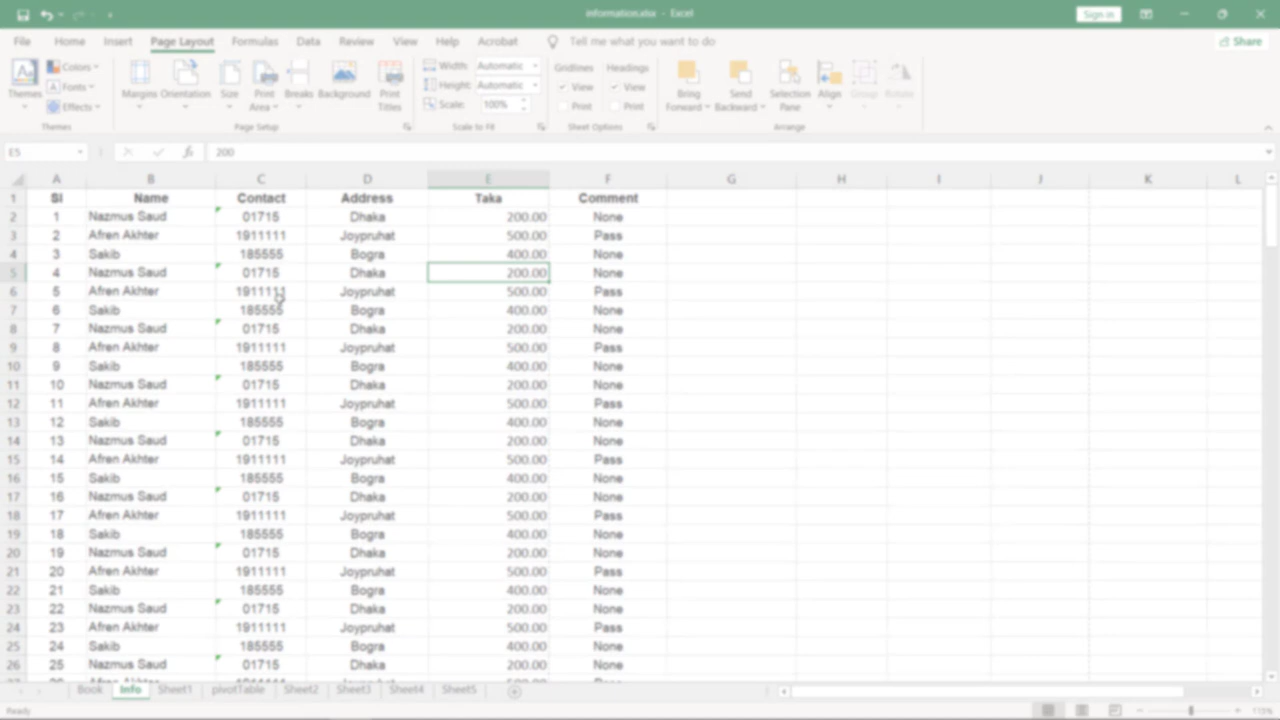 information.xlsx - Excel
Sign in
File Home Insert Page Layout Formulas Data Review View Help Acrobat Tell me what you want to do Share
Themes
Colors
Fonts
Effects
Margins Orientation Size Print Area Breaks Background Print Titles
Width: Automatic
Height: Automatic
Scale: 100%
Gridlines Headings
View View
Print Print
Bring Forward Send Backward Selection Pane Align Group Rotate
Themes Page Setup Scale to Fit Sheet Options Arrange
E5 fx 200
A B C D E F G H I J K L
1 Sl Name Contact Address Taka Comment
2 1 Nazmus Saud 01715 Dhaka 200.00 None
3 2 Afren Akhter 1911111 Joypruhat 500.00 Pass
4 3 Sakib 185555 Bogra 400.00 None
5 4 Nazmus Saud 01715 Dhaka 200.00 None
6 5 Afren Akhter 1911111 Joypruhat 500.00 Pass
7 6 Sakib 185555 Bogra 400.00 None
8 7 Nazmus Saud 01715 Dhaka 200.00 None
9 8 Afren Akhter 1911111 Joypruhat 500.00 Pass
10 9 Sakib 185555 Bogra 400.00 None
11 10 Nazmus Saud 01715 Dhaka 200.00 None
12 11 Afren Akhter 1911111 Joypruhat 500.00 Pass
13 12 Sakib 185555 Bogra 400.00 None
14 13 Nazmus Saud 01715 Dhaka 200.00 None
15 14 Afren Akhter 1911111 Joypruhat 500.00 Pass
16 15 Sakib 185555 Bogra 400.00 None
17 16 Nazmus Saud 01715 Dhaka 200.00 None
18 17 Afren Akhter 1911111 Joypruhat 500.00 Pass
19 18 Sakib 185555 Bogra 400.00 None
20 19 Nazmus Saud 01715 Dhaka 200.00 None
21 20 Afren Akhter 1911111 Joypruhat 500.00 Pass
22 21 Sakib 185555 Bogra 400.00 None
23 22 Nazmus Saud 01715 Dhaka 200.00 None
24 23 Afren Akhter 1911111 Joypruhat 500.00 Pass
25 24 Sakib 185555 Bogra 400.00 None
26 25 Nazmus Saud 01715 Dhaka 200.00 None
Book Info Sheet1 pivotTable Sheet2 Sheet3 Sheet4 Sheet5
Ready